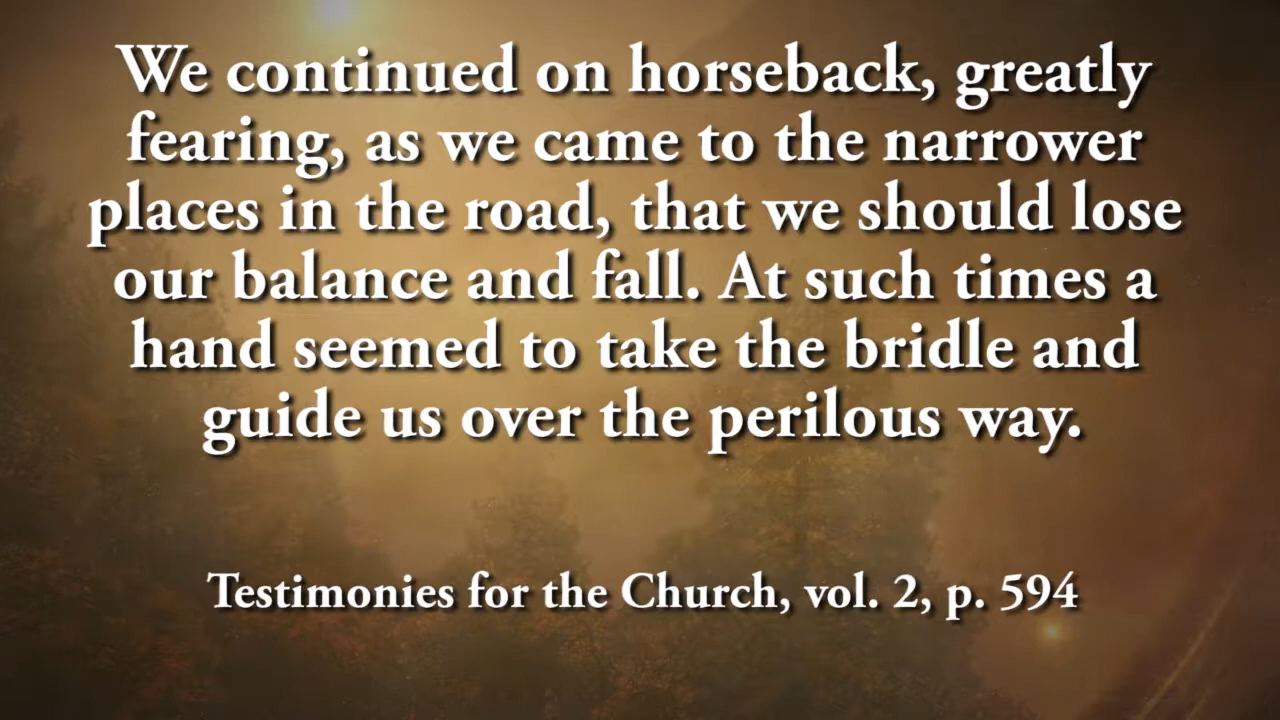 We continued on horseback, greatly
fearing, as we came to the narrower
places in the road, that we should lose
our balance and fall. At such times a
hand seemed to take the bridle and
guide us over the perilous way.
Testimonies for the Church, vol. 2, p. 594